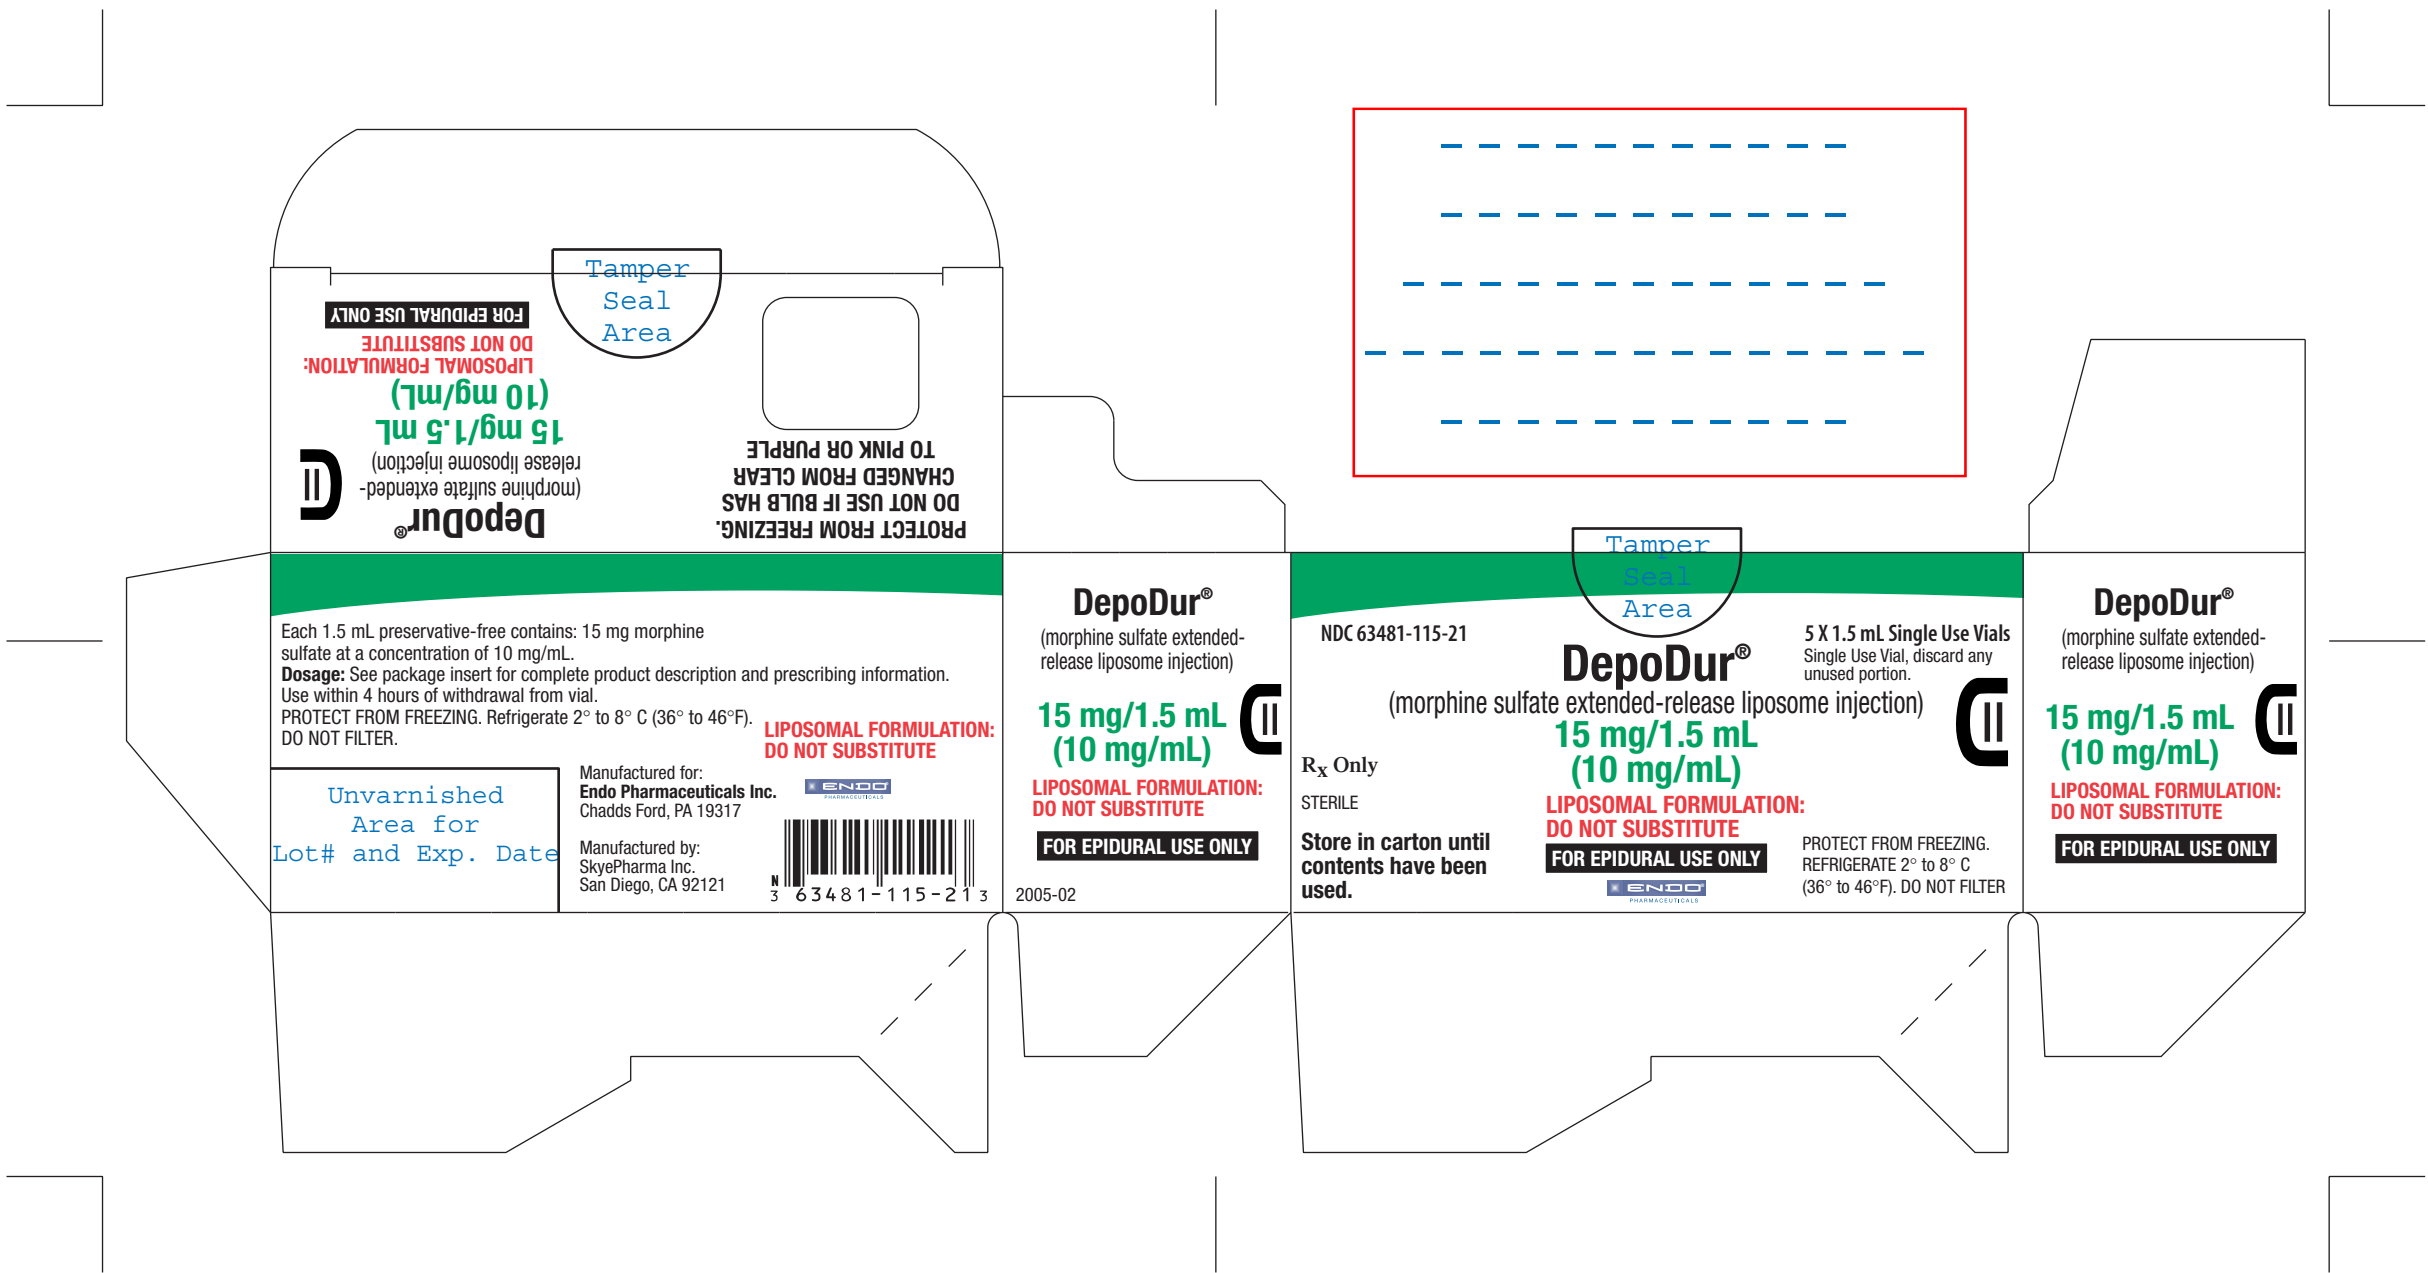 Tamper
Seal
Area
FOR EPIDURAL USE ONLY
LIPOSOMAL FORMULATION:
DO NOT SUBSTITUTE
15 mg/1.5 mL
(10 mg/mL)
DepoDur®
(morphine sulfate extended-
release liposome injection)
CII
PROTECT FROM FREEZING.
DO NOT USE IF BULB HAS
CHANGED FROM CLEAR
TO PINK OR PURPLE
Each 1.5 mL preservative-free contains: 15 mg morphine
sulfate at a concentration of 10 mg/mL.
Dosage: See package insert for complete product description and prescribing information.
Use within 4 hours of withdrawal from vial.
PROTECT FROM FREEZING. Refrigerate 2° to 8° C (36° to 46°F).
DO NOT FILTER.
LIPOSOMAL FORMULATION:
DO NOT SUBSTITUTE
Unvarnished
Area for
Lot# and Exp. Date
Manufactured for:
Endo Pharmaceuticals Inc.
Chadds Ford, PA 19317
Manufactured by:
SkyePharma Inc.
San Diego, CA 92121
ENDO
PHARMACEUTICALS
N
3 63481-115-21 3
DepoDur®
(morphine sulfate extended-
release liposome injection)
15 mg/1.5 mL
(10 mg/mL)
CII
LIPOSOMAL FORMULATION:
DO NOT SUBSTITUTE
FOR EPIDURAL USE ONLY
2005-02
Tamper
Seal
Area
NDC 63481-115-21
5 X 1.5 mL Single Use Vials
Single Use Vial, discard any
unused portion.
DepoDur®
(morphine sulfate extended-release liposome injection)
15 mg/1.5 mL
(10 mg/mL)
CII
Rx Only
STERILE
Store in carton until
contents have been
used.
LIPOSOMAL FORMULATION:
DO NOT SUBSTITUTE
FOR EPIDURAL USE ONLY
ENDO
PHARMACEUTICALS
PROTECT FROM FREEZING.
REFRIGERATE 2° to 8° C
(36° to 46°F). DO NOT FILTER
DepoDur®
(morphine sulfate extended-
release liposome injection)
15 mg/1.5 mL
(10 mg/mL)
CII
LIPOSOMAL FORMULATION:
DO NOT SUBSTITUTE
FOR EPIDURAL USE ONLY